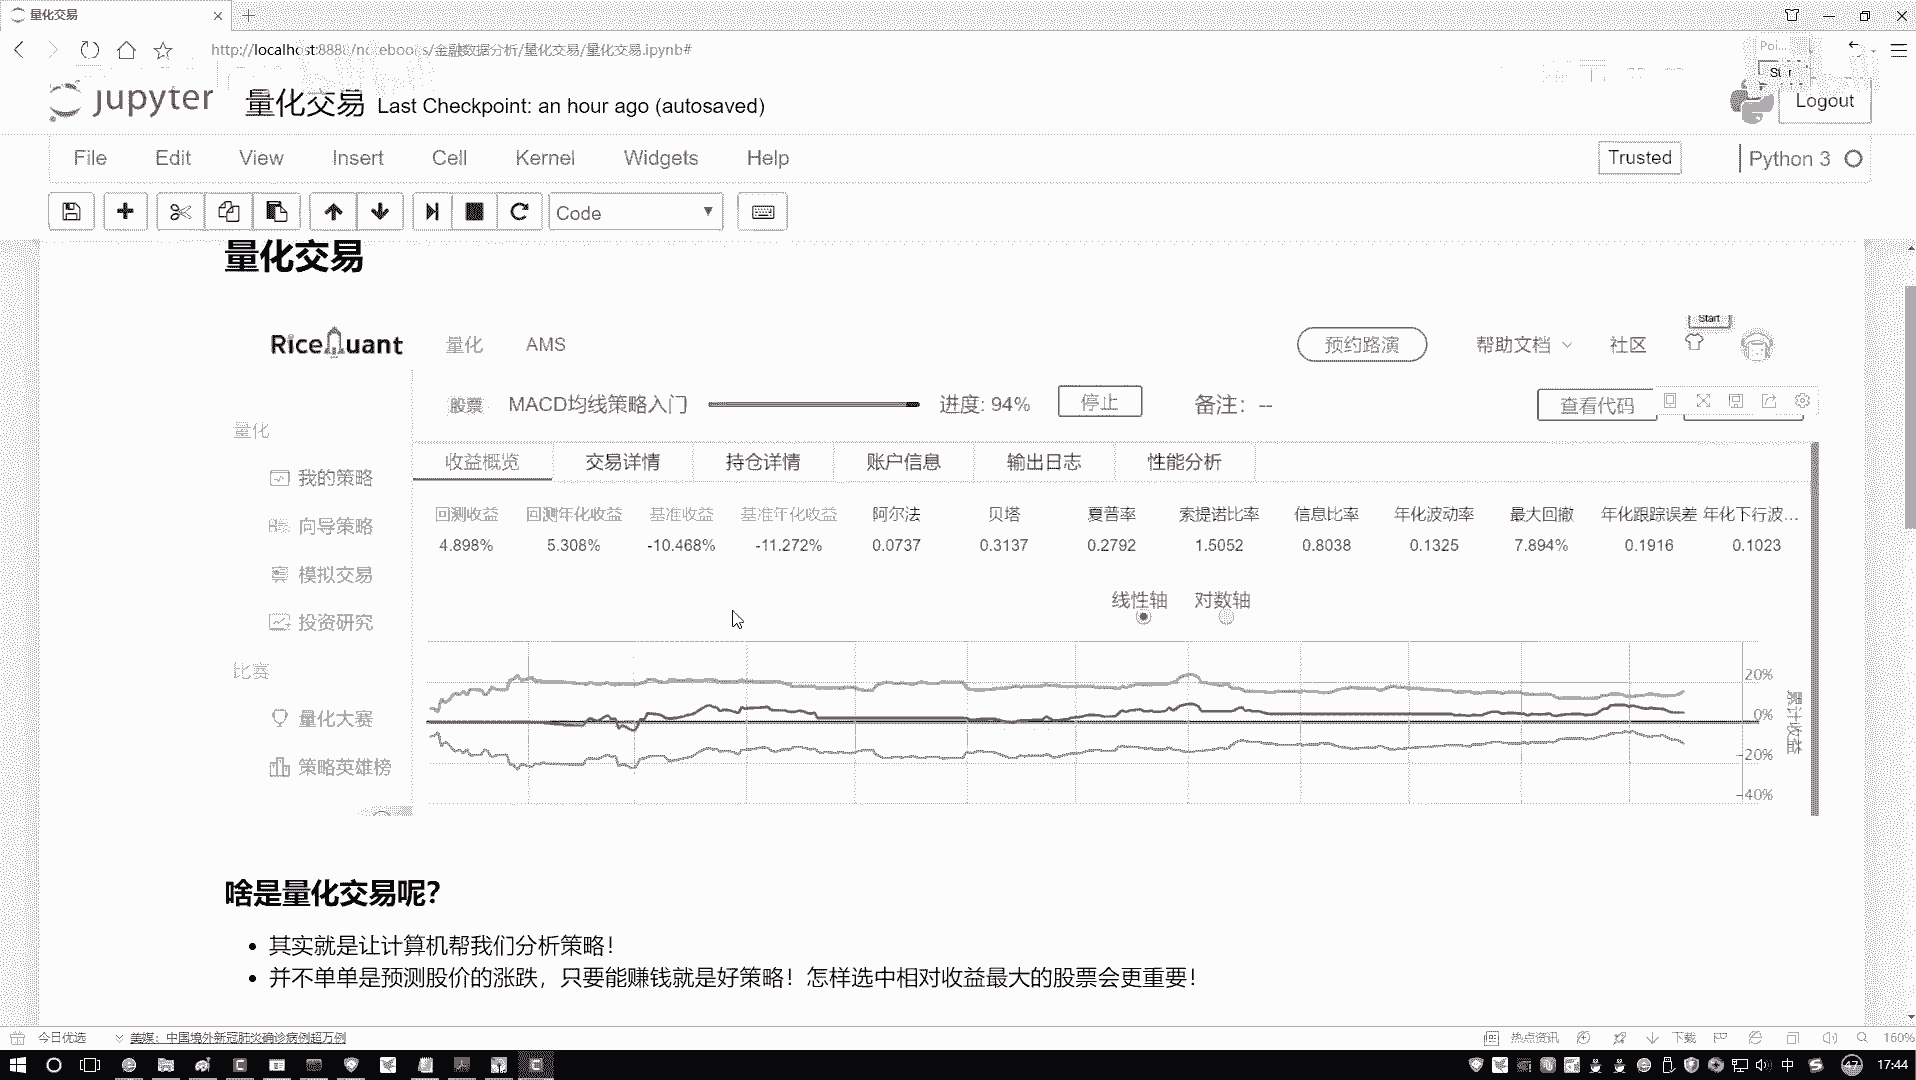 量化交易
http://localhost:8888/notebooks/金融数据分析/量化交易/量化交易.ipynb#
jupyter 量化交易 Last Checkpoint: an hour ago (autosaved)
Logout
File Edit View Insert Cell Kernel Widgets Help
Trusted Python 3
Code
量化交易
Start
RiceQuant 量化 AMS 预约路演 帮助文档 社区
股票 MACD均线策略入门 进度: 94% 停止 备注: -- 查看代码
量化
我的策略
向导策略
模拟交易
投资研究
比赛
量化大赛
策略英雄榜
收益概览 交易详情 持仓详情 账户信息 输出日志 性能分析
回测收益 回测年化收益 基准收益 基准年化收益 阿尔法 贝塔 夏普率 索提诺比率 信息比率 年化波动率 最大回撤 年化跟踪误差 年化下行波...
4.898% 5.308% -10.468% -11.272% 0.0737 0.3137 0.2792 1.5052 0.8038 0.1325 7.894% 0.1916 0.1023
线性轴 对数轴
20%
0%
-20%
-40%
累计收益
啥是量化交易呢?
• 其实就是让计算机帮我们分析策略!
• 并不单单是预测股价的涨跌，只要能赚钱就是好策略! 怎样选中相对收益最大的股票会更重要!
今日优选 美媒：中国境外新冠肺炎确诊病例超万例 热点资讯 下载 160%
47 中 17:44